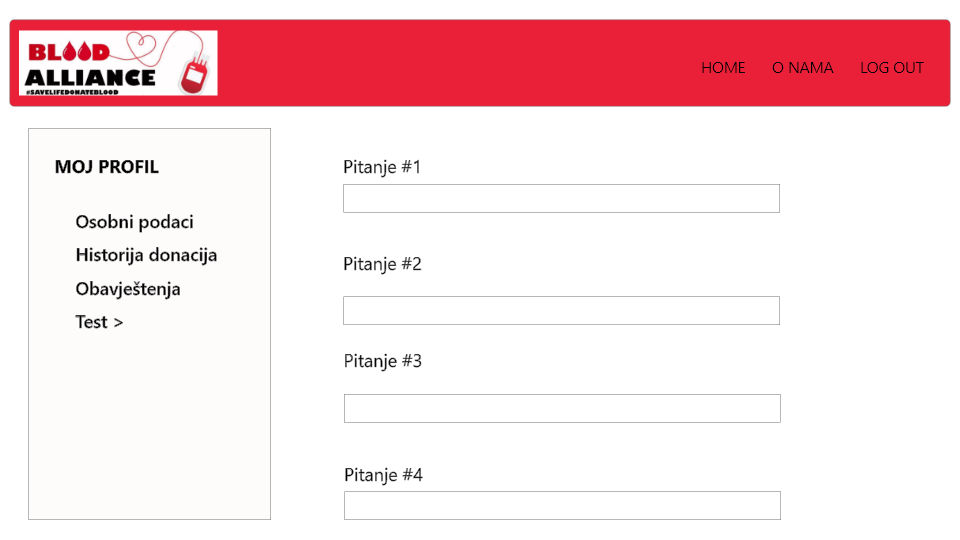 BLOOD
ALLIANCE
#SAVELIFEDONATEBLOOD
HOME
O NAMA
LOG OUT
MOJ PROFIL
Osobni podaci
Historija donacija
Obavještenja
Test >
Pitanje #1
Pitanje #2
Pitanje #3
Pitanje #4